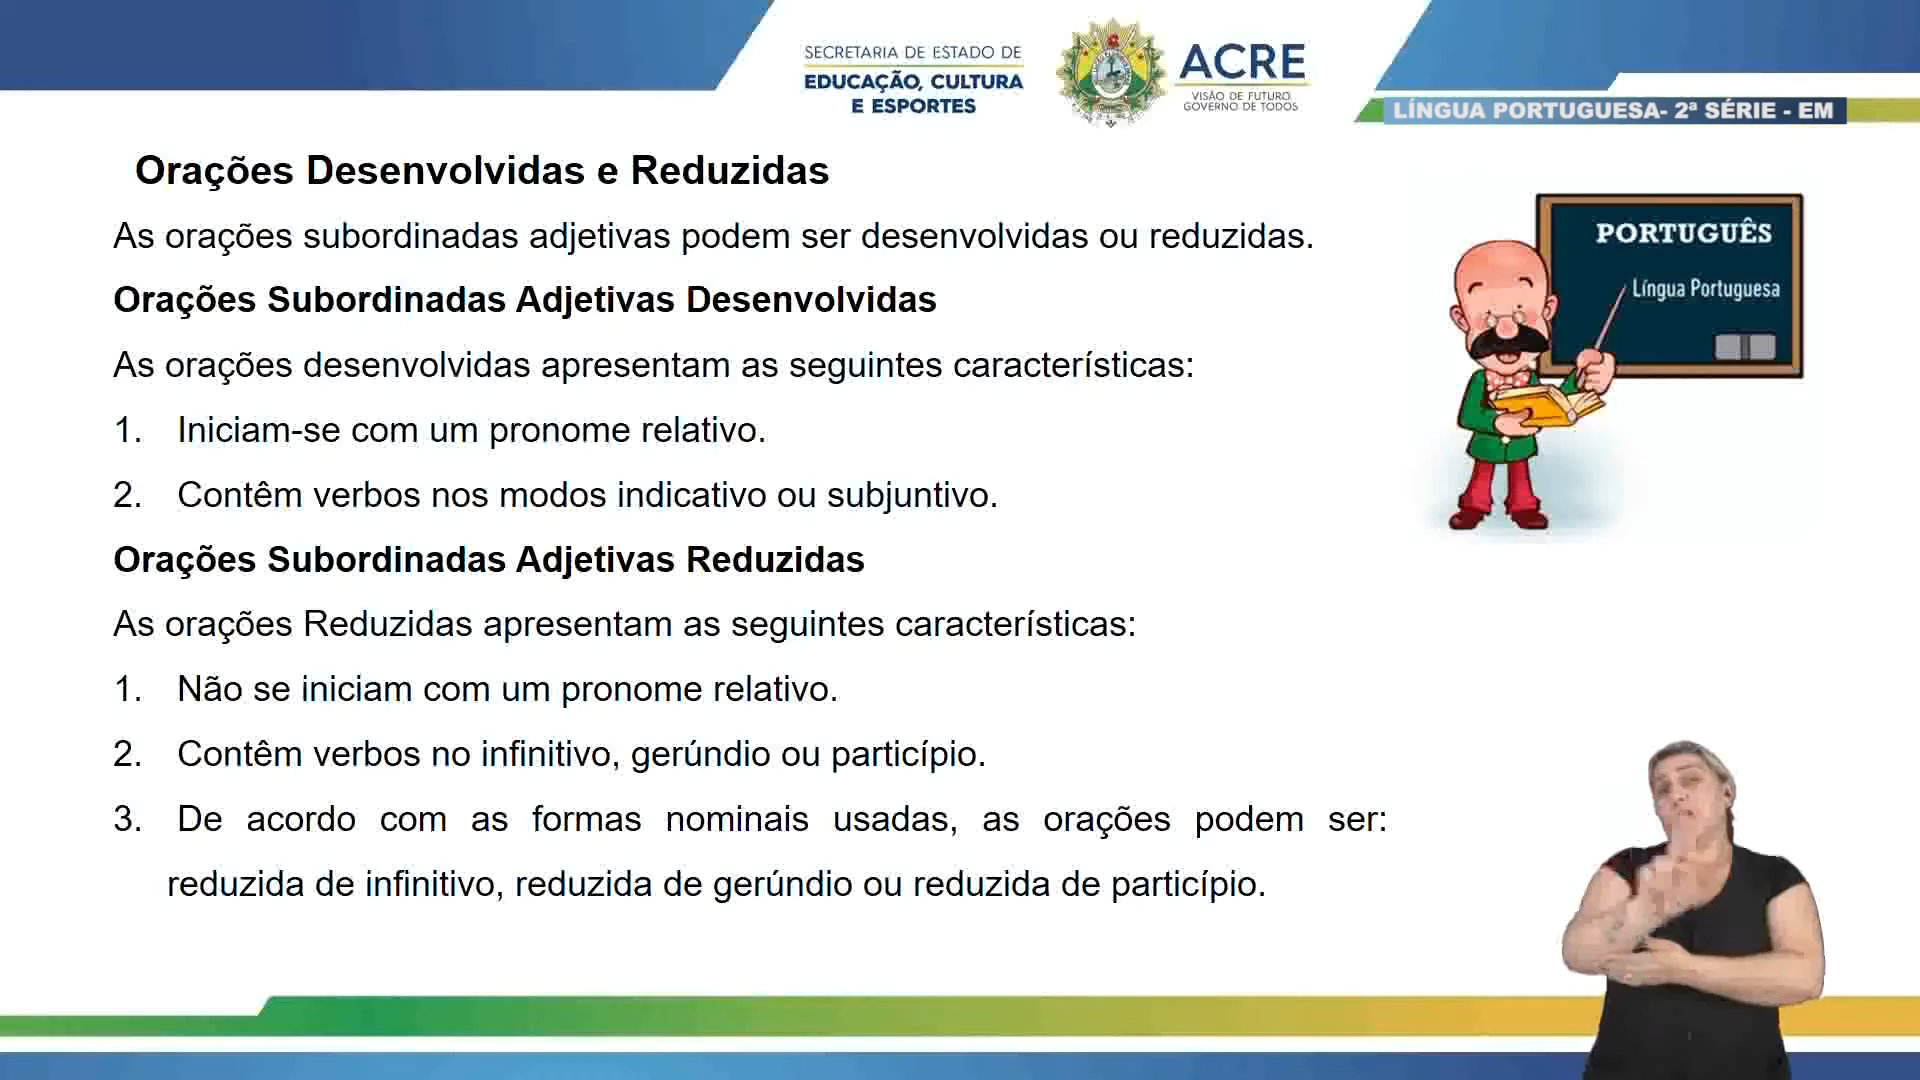 SECRETARIA DE ESTADO DE
EDUCAÇÃO, CULTURA
E ESPORTES
ACRE
VISÃO DE FUTURO,
GOVERNO DE TODOS
LÍNGUA PORTUGUESA- 2ª SÉRIE - EM
Orações Desenvolvidas e Reduzidas
As orações subordinadas adjetivas podem ser desenvolvidas ou reduzidas.
Orações Subordinadas Adjetivas Desenvolvidas
As orações desenvolvidas apresentam as seguintes características:
1. Iniciam-se com um pronome relativo.
2. Contêm verbos nos modos indicativo ou subjuntivo.
Orações Subordinadas Adjetivas Reduzidas
As orações Reduzidas apresentam as seguintes características:
1. Não se iniciam com um pronome relativo.
2. Contêm verbos no infinitivo, gerúndio ou particípio.
3. De acordo com as formas nominais usadas, as orações podem ser:
reduzida de infinitivo, reduzida de gerúndio ou reduzida de particípio.
PORTUGUÊS
Língua Portuguesa